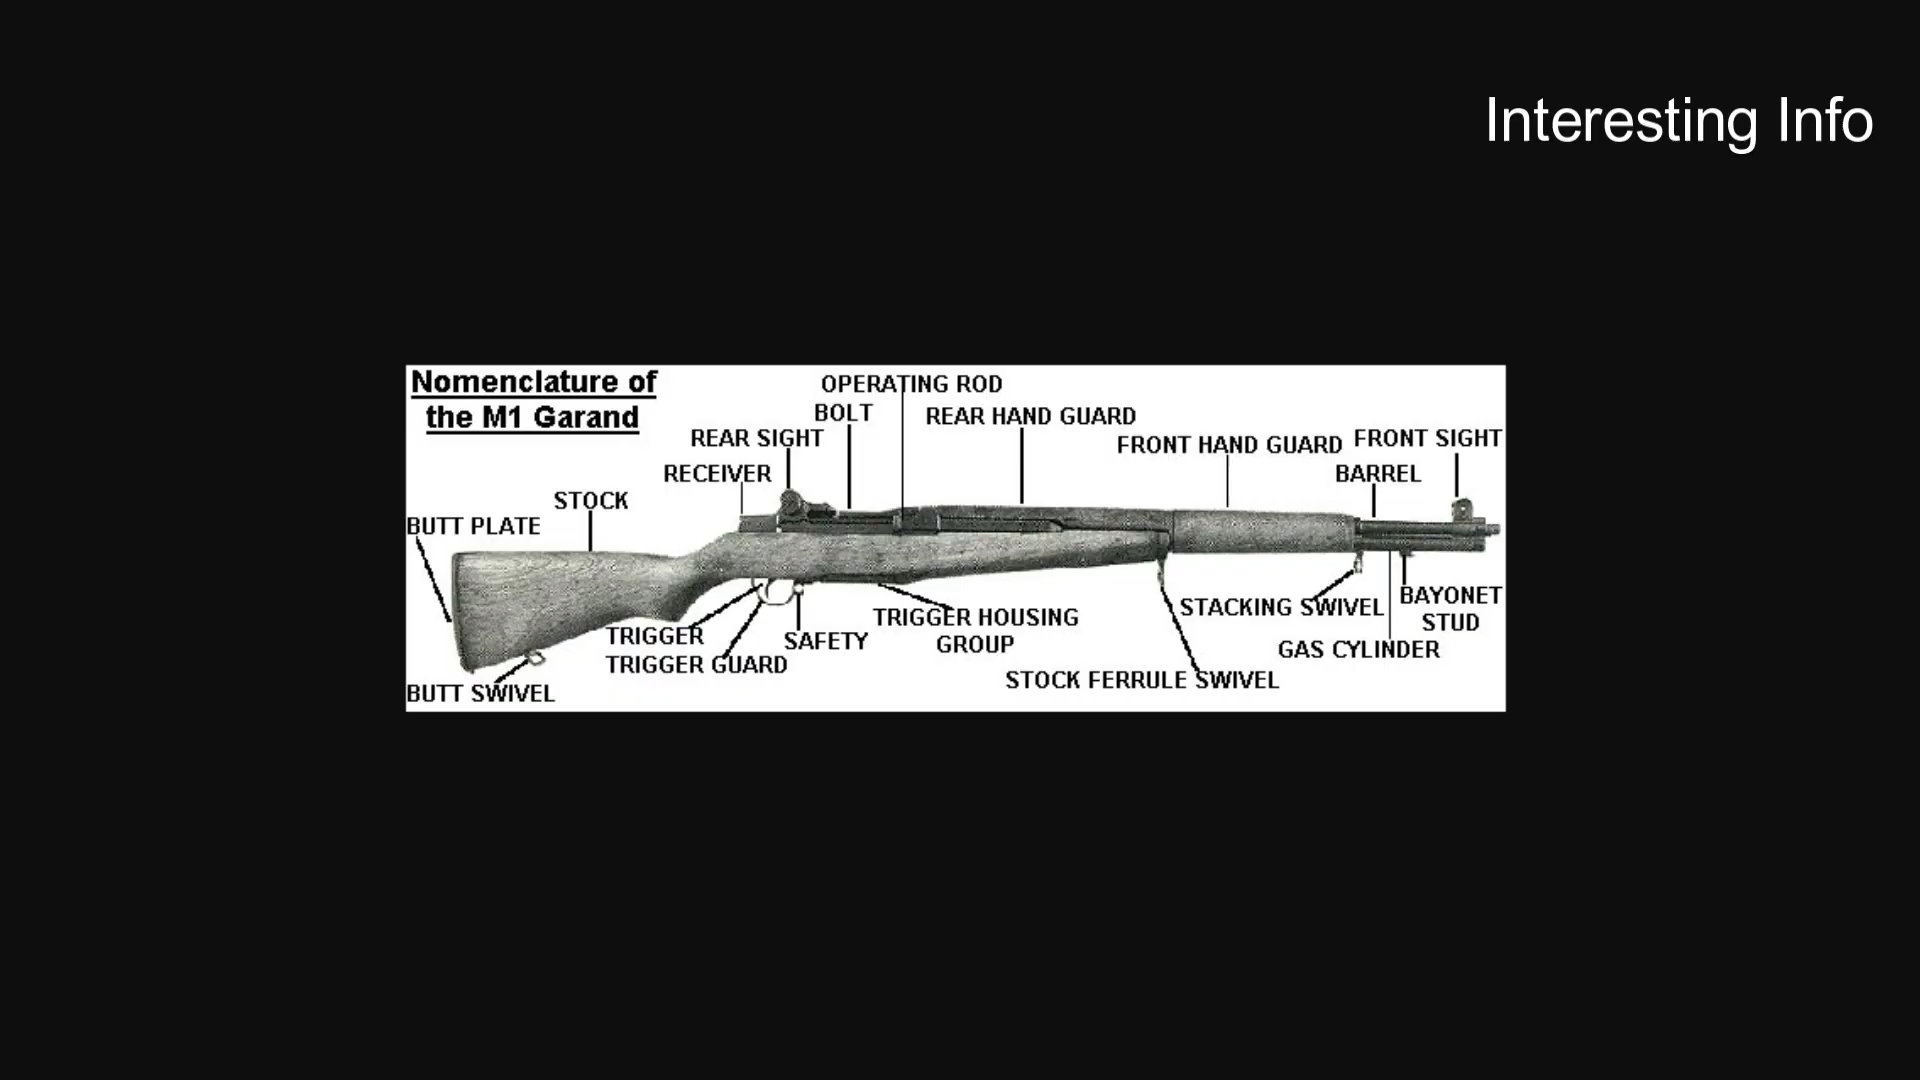 Interesting Info
Nomenclature of
the M1 Garand
OPERATING ROD
BOLT
REAR HAND GUARD
REAR SIGHT
FRONT HAND GUARD
FRONT SIGHT
RECEIVER
BARREL
STOCK
BUTT PLATE
STACKING SWIVEL
BAYONET
STUD
TRIGGER HOUSING
GROUP
TRIGGER
SAFETY
GAS CYLINDER
TRIGGER GUARD
STOCK FERRULE SWIVEL
BUTT SWIVEL